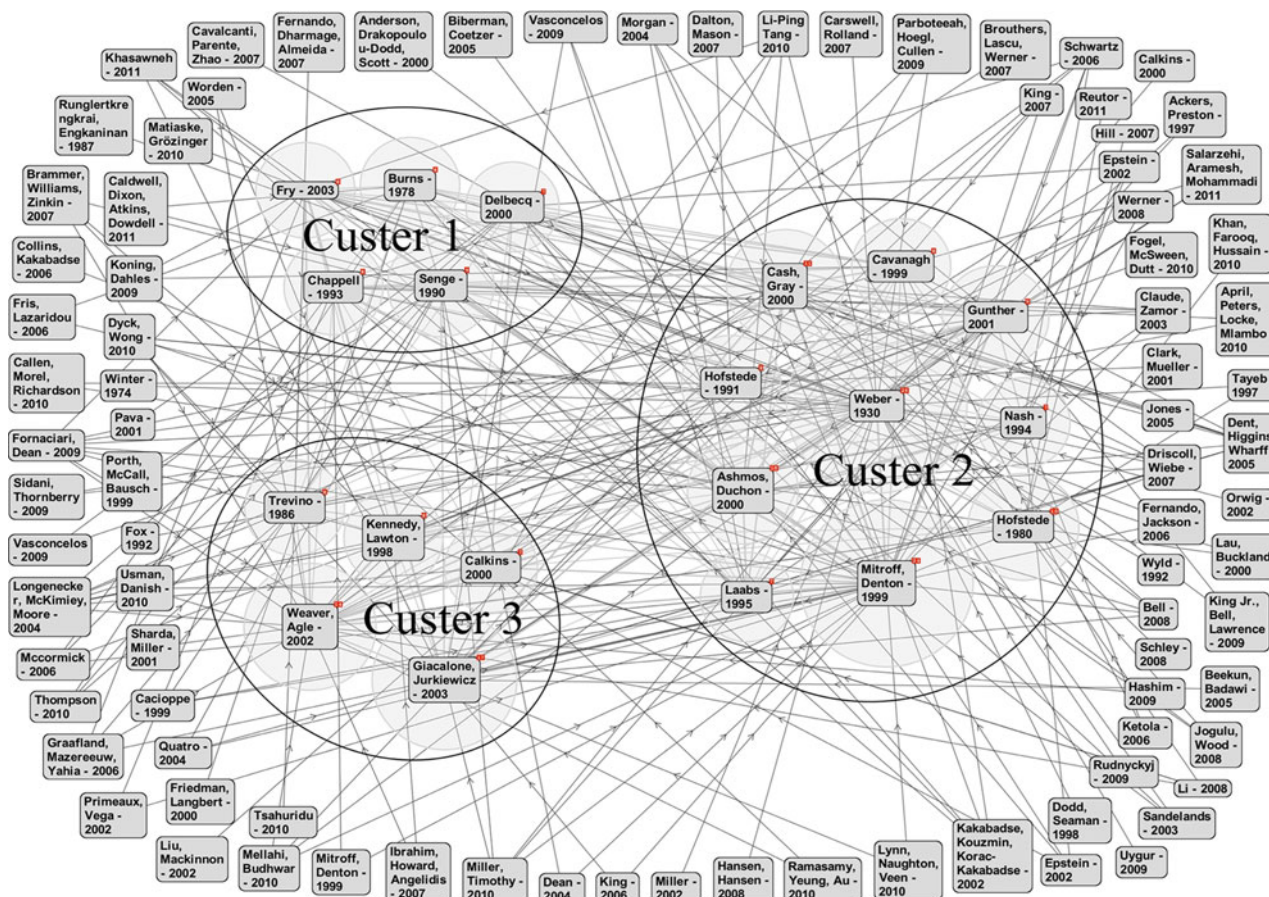 Cavalcanti,
Parente,
Zhao - 2007
Fernando,
Dharmage,
Almeida -
2007
Anderson,
Drakopoulo
u-Dodd,
Scott - 2000
Biberman,
Coetzer -
2005
Vasconcelos
- 2009
Morgan -
2004
Dalton,
Mason -
2007
Li-Ping
Tang -
2010
Carswell,
Rolland -
2007
Parboteeah,
Hoegl,
Cullen -
2009
Brouthers,
Lascu,
Werner -
2007
Schwartz
- 2006
Calkins -
2000
Khasawneh
- 2011
Worden -
2005
King -
2007
Reutor -
2011
Ackers,
Preston -
1997
Runglertkre
ngkrai,
Engkaninan
- 1987
Matiaske,
Grözinger
- 2010
Hill - 2007
Epstein -
2002
Salarzehi,
Aramesh,
Mohammadi
- 2011
Brammer,
Williams,
Zinkin -
2007
Caldwell,
Dixon,
Atkins,
Dowdell -
2011
Fry - 2003
Burns -
1978
Delbecq -
2000
Custer 1
Chappell
- 1993
Senge -
1990
Werner -
2008
Khan,
Farooq,
Hussain -
2010
Collins,
Kakabadse
- 2006
Koning,
Dahles -
2009
Cash,
Gray -
2000
Cavanagh
- 1999
Gunther -
2001
Fogel,
McSween,
Dutt - 2010
Claude,
Zamor -
2003
April,
Peters,
Locke,
Mlambo -
2010
Fris,
Lazaridou
- 2006
Dyck,
Wong -
2010
Callen,
Morel,
Richardson
- 2010
Winter -
1974
Hofstede
- 1991
Weber -
1930
Nash -
1994
Clark,
Mueller -
2001
Tayeb -
1997
Pava -
2001
Fornaciari,
Dean - 2009
Jones -
2005
Dent,
Higgins,
Wharff -
2005
Sidani,
Thornberry
- 2009
Porth,
McCall,
Bausch -
1999
Trevino -
1986
Kennedy,
Lawton -
1998
Calkins -
2000
Custer 3
Weaver,
Agle -
2002
Giacalone,
Jurkiewicz
- 2003
Ashmos,
Duchon -
2000
Custer 2
Hofstede -
1980
Laabs -
1995
Mitroff,
Denton -
1999
Driscoll,
Wiebe -
2007
Orwig -
2002
Vasconcelos
- 2009
Fox -
1992
Fernando,
Jackson -
2006
Lau,
Buckland
- 2000
Longenecke
r, McKimiey,
Moore -
2004
Usman,
Danish -
2010
Wyld -
1992
Bell -
2008
King Jr.,
Bell,
Lawrence
- 2009
Mccormick -
2006
Sharda,
Miller -
2001
Schley -
2008
Beekun,
Badawi -
2005
Thompson
- 2010
Cacioppe
- 1999
Hashim -
2009
Ketola -
2006
Jogulu,
Wood -
2008
Graafland,
Mazereeuw,
Yahia - 2006
Quatro -
2004
Rudnyckyj
- 2009
Li - 2008
Primeaux,
Vega -
2002
Friedman,
Langbert -
2000
Tsahuridu
- 2010
Dodd,
Seaman -
1998
Sandelands
- 2003
Liu,
Mackinnon
- 2002
Mellahi,
Budhwar
- 2010
Mitroff,
Denton -
1999
Ibrahim,
Howard,
Angelidis
- 2007
Miller,
Timothy -
2010
Dean -
2004
King -
2006
Miller -
2002
Hansen,
Hansen -
2008
Ramasamy,
Yeung, Au -
2010
Lynn,
Naughton,
Veen -
2010
Kakabadse,
Kouzmin,
Korac-
Kakabadse
- 2002
Epstein -
2002
Uygur -
2009